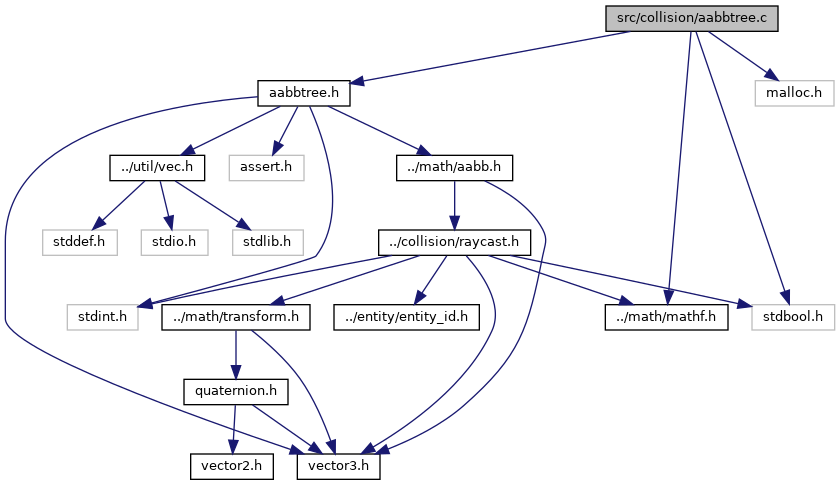 src/collision/aabbtree.c
aabbtree.h
malloc.h
../util/vec.h
assert.h
../math/aabb.h
stddef.h
stdio.h
stdlib.h
../collision/raycast.h
stdint.h
../math/transform.h
../entity/entity_id.h
../math/mathf.h
stdbool.h
quaternion.h
vector2.h
vector3.h